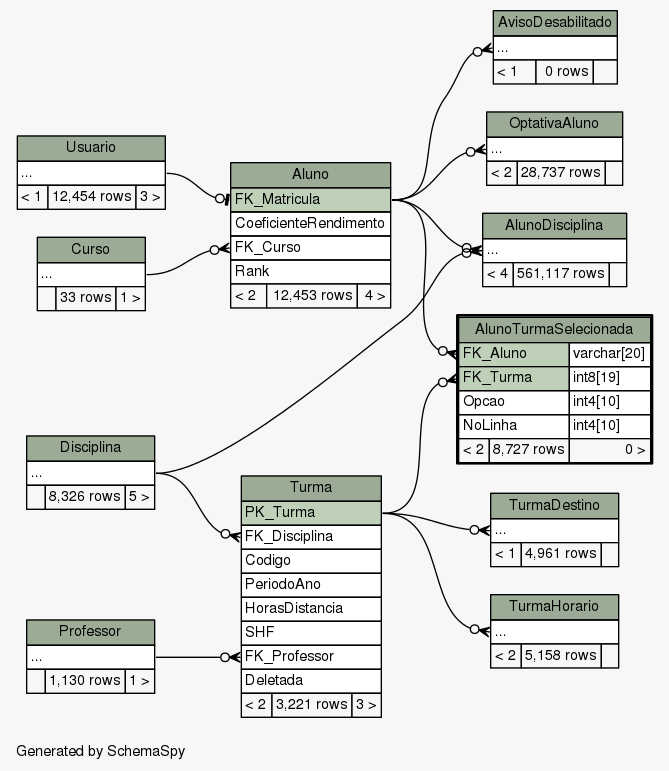 AvisoDesabilitado
...
< 1 0 rows
OptativaAluno
...
< 2 28,737 rows
Usuario
...
< 1 12,454 rows 3 >
Aluno
FK_Matricula
CoeficienteRendimento
FK_Curso
Rank
< 2 12,453 rows 4 >
AlunoDisciplina
...
< 4 561,117 rows
Curso
...
33 rows 1 >
AlunoTurmaSelecionada
FK_Aluno varchar[20]
FK_Turma int8[19]
Opcao int4[10]
NoLinha int4[10]
< 2 8,727 rows 0 >
Disciplina
...
8,326 rows 5 >
Turma
PK_Turma
FK_Disciplina
Codigo
PeriodoAno
HorasDistancia
SHF
FK_Professor
Deletada
< 2 3,221 rows 3 >
TurmaDestino
...
< 1 4,961 rows
TurmaHorario
...
< 2 5,158 rows
Professor
...
1,130 rows 1 >
Generated by SchemaSpy